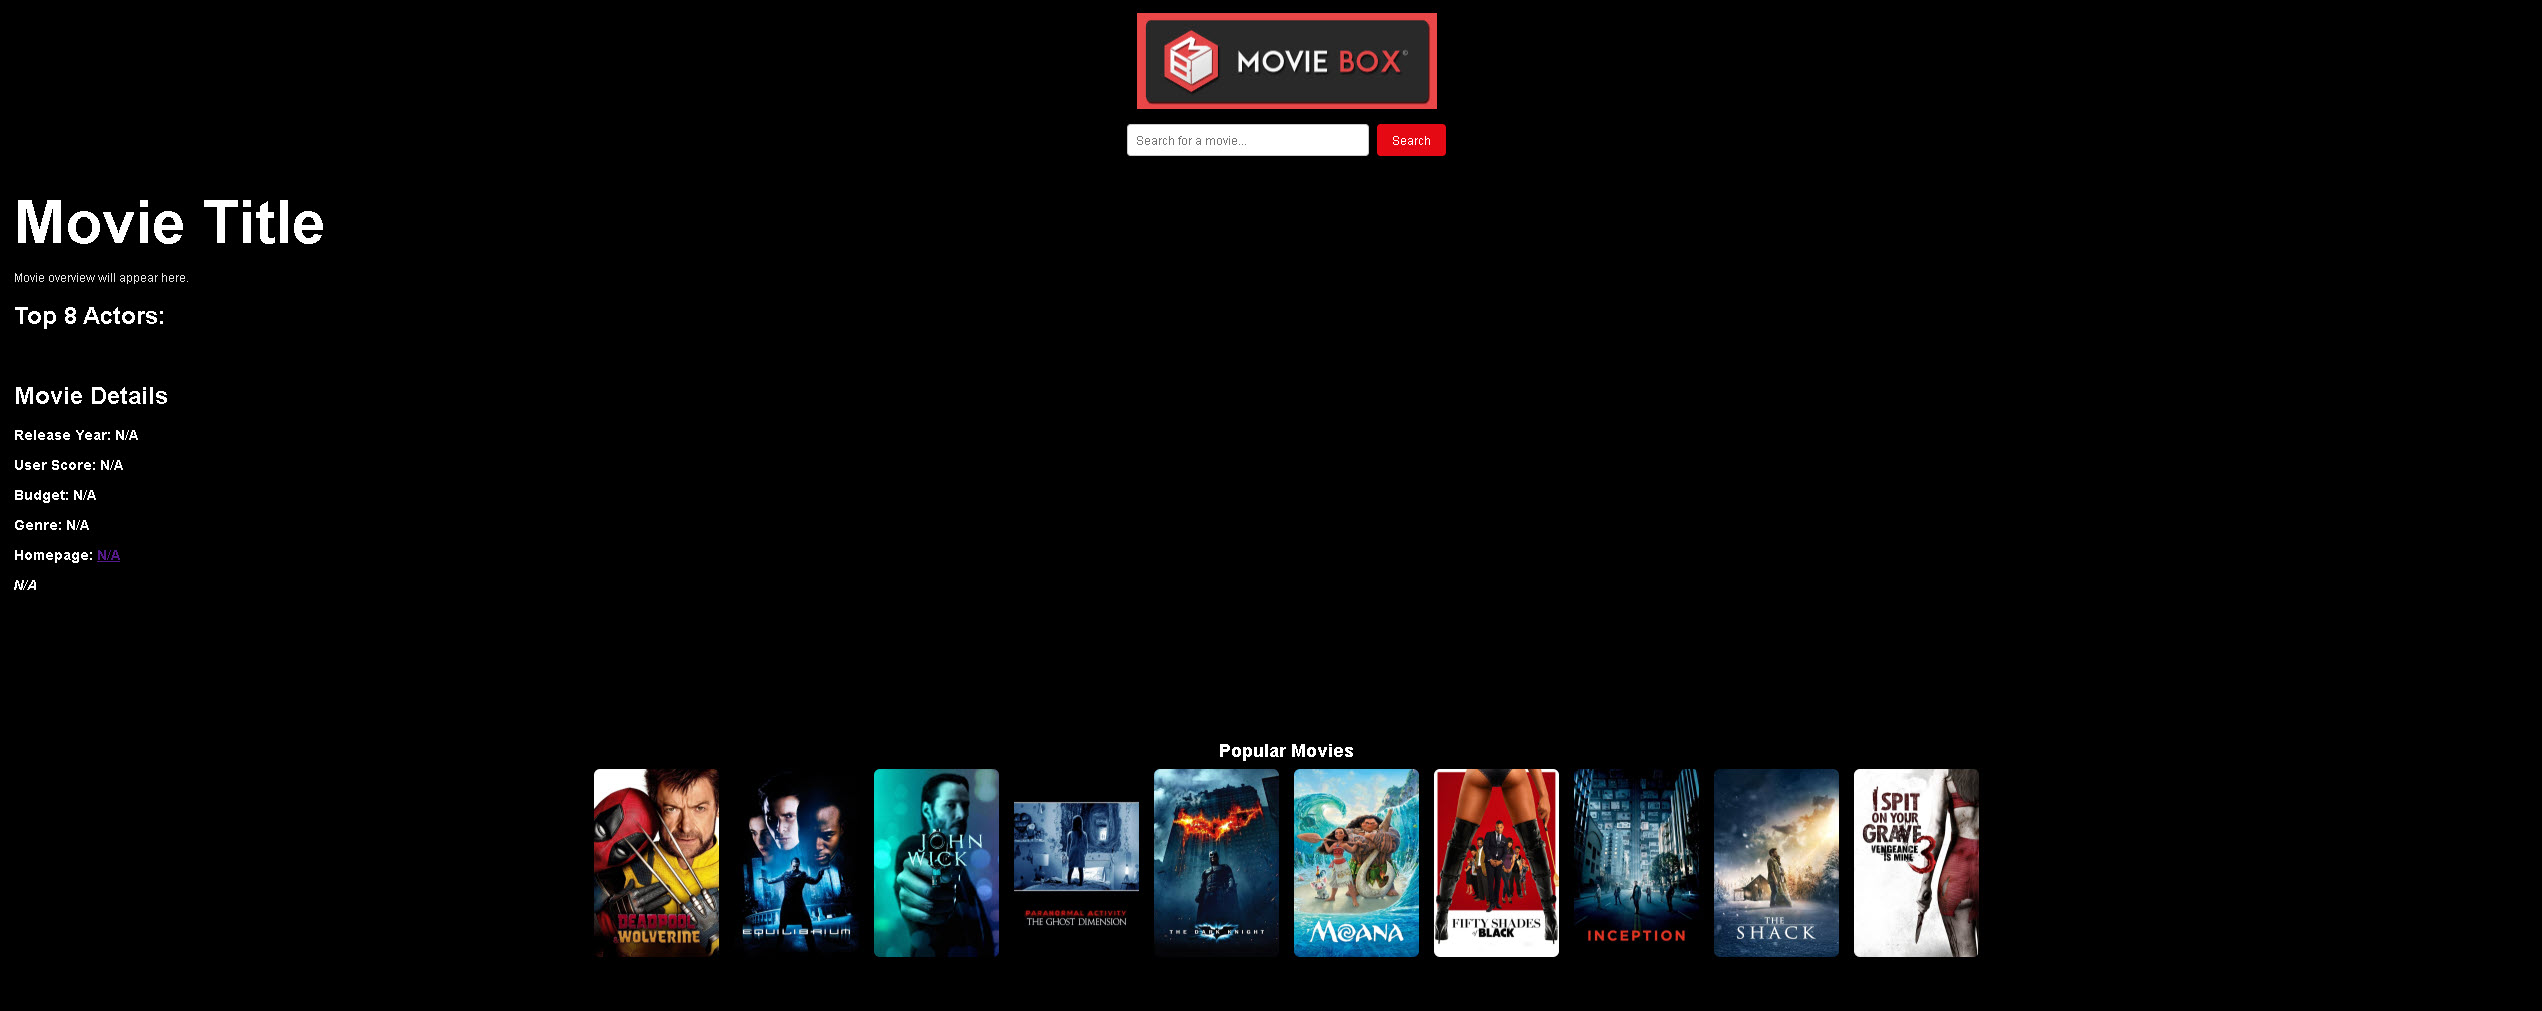 MOVIE BOX®
Search for a movie...
Search
Movie Title
Movie overview will appear here.
Top 8 Actors:
Movie Details
Release Year: N/A
User Score: N/A
Budget: N/A
Genre: N/A
Homepage: N/A
N/A
Popular Movies
DEADPOOL
& WOLVERINE
EQUILIBRIUM
JOHN
WICK
PARANORMAL ACTIVITY
THE GHOST DIMENSION
THE DARK KNIGHT
MOANA
FIFTY SHADES
of BLACK
INCEPTION
THE
SHACK
I SPIT
ON YOUR
GRAVE
VENGEANCE
IS MINE
3